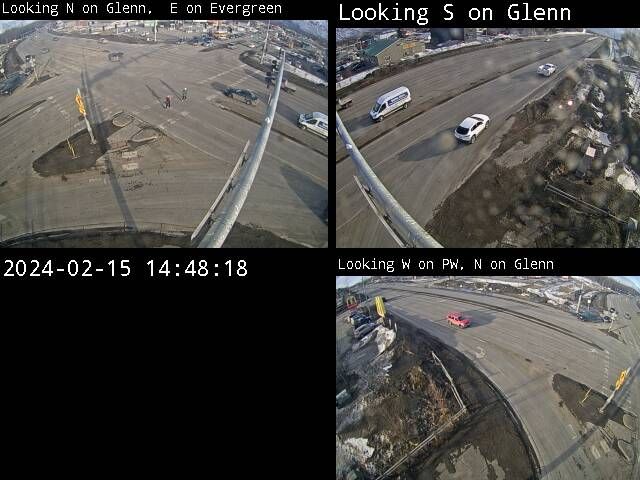 Looking N on Glenn,  E on Evergreen
Looking S on Glenn
2024-02-15 14:48:18
Looking W on PW, N on Glenn